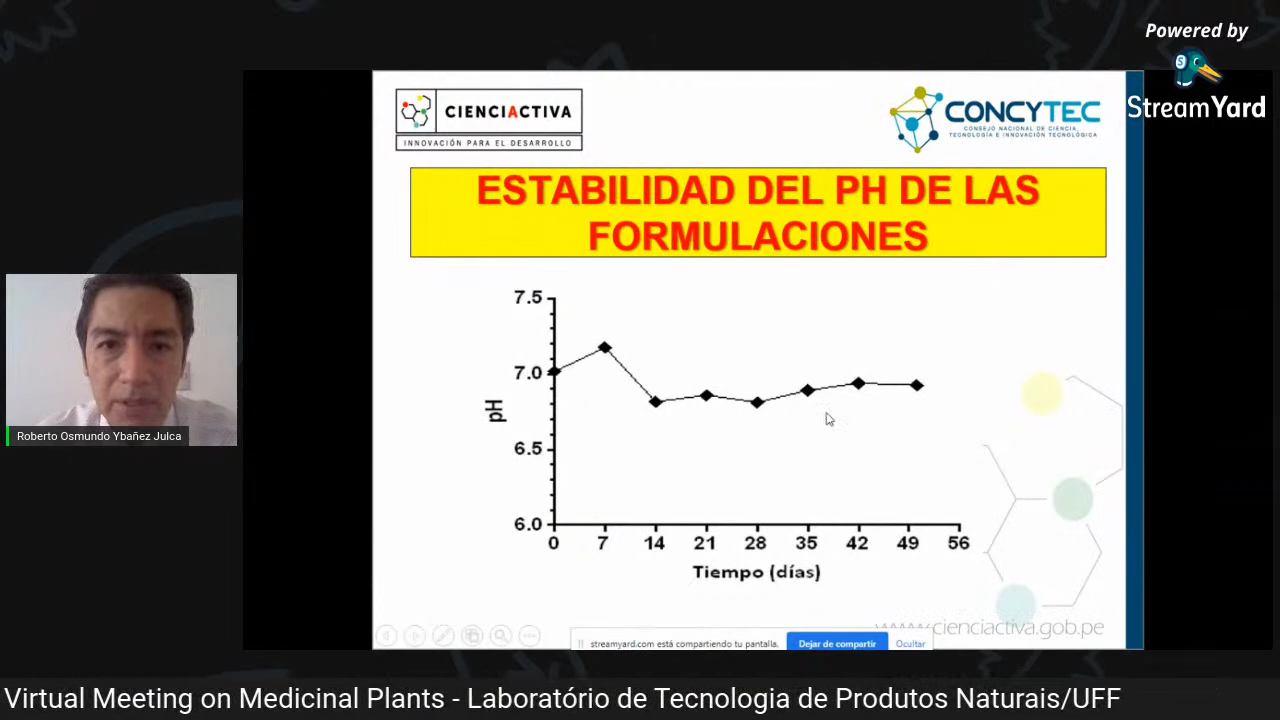 Powered by
StreamYard
CIENCIACTIVA
INNOVACIÓN PARA EL DESARROLLO
CONCYTEC
CONSEJO NACIONAL DE CIENCIA,
TECNOLOGÍA E INNOVACIÓN TECNOLÓGICA
ESTABILIDAD DEL PH DE LAS
FORMULACIONES
7.5
7.0
6.5
6.0
pH
0 7 14 21 28 35 42 49 56
Tiempo (días)
Roberto Osmundo Ybañez Julca
www.cienciactiva.gob.pe
streamyard.com está compartiendo tu pantalla.
Dejar de compartir
Ocultar
Virtual Meeting on Medicinal Plants - Laboratório de Tecnologia de Produtos Naturais/UFF